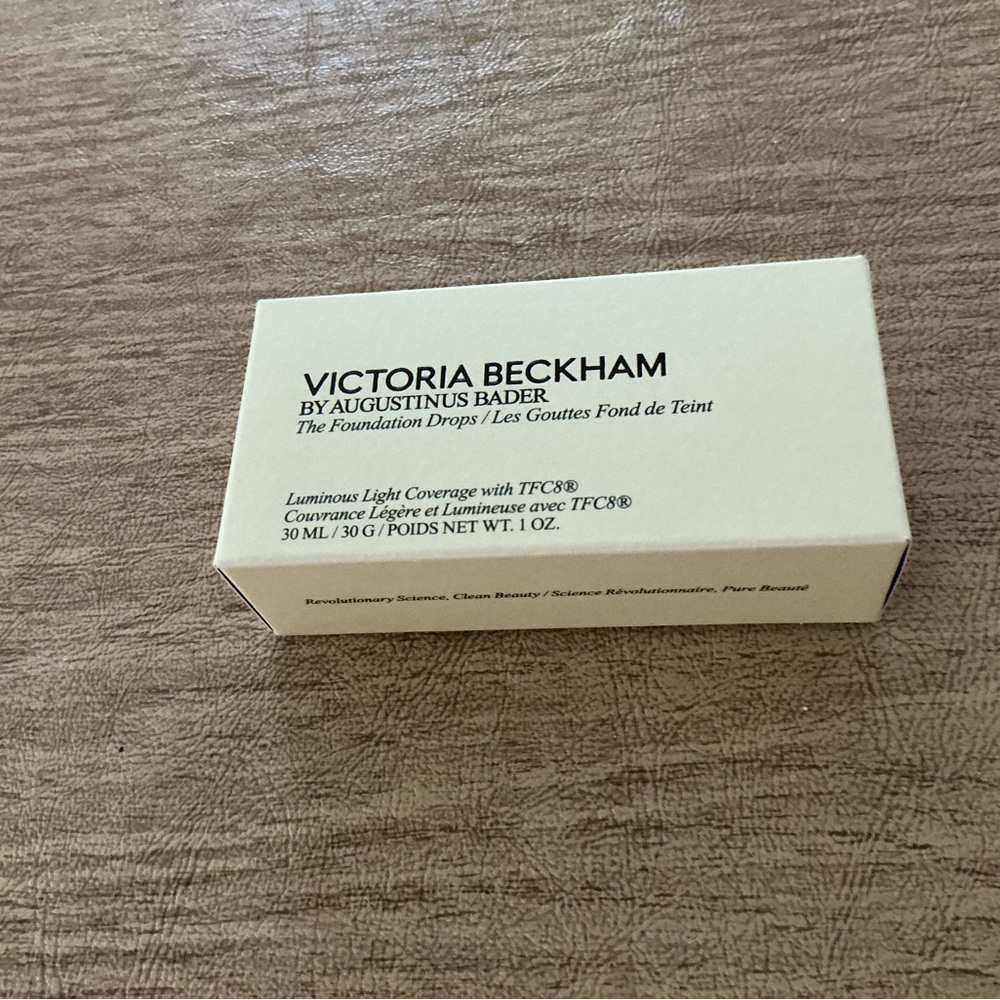 VICTORIA BECKHAM
BY AUGUSTINUS BADER
The Foundation Drops / Les Gouttes Fond de Teint
Luminous Light Coverage with TFC8®
Couvrance Légère et Lumineuse avec TFC8®
30 ML / 30 G / POIDS NET WT. 1 OZ.
Revolutionary Science, Clean Beauty / Science Révolutionnaire, Pure Beauté